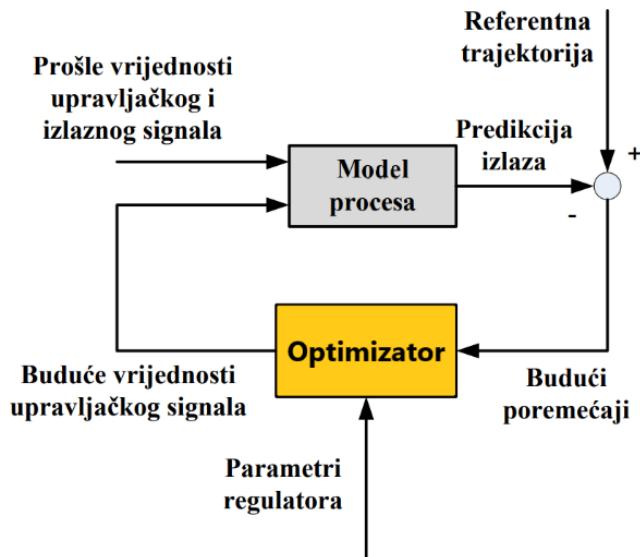 Referentna
trajektorija
Prošle vrijednosti
upravljačkog i
izlaznog signala
Predikcija
izlaza
+
Model
procesa
-
Optimizator
Buduće vrijednosti
upravljačkog signala
Budući
poremećaji
Parametri
regulatora